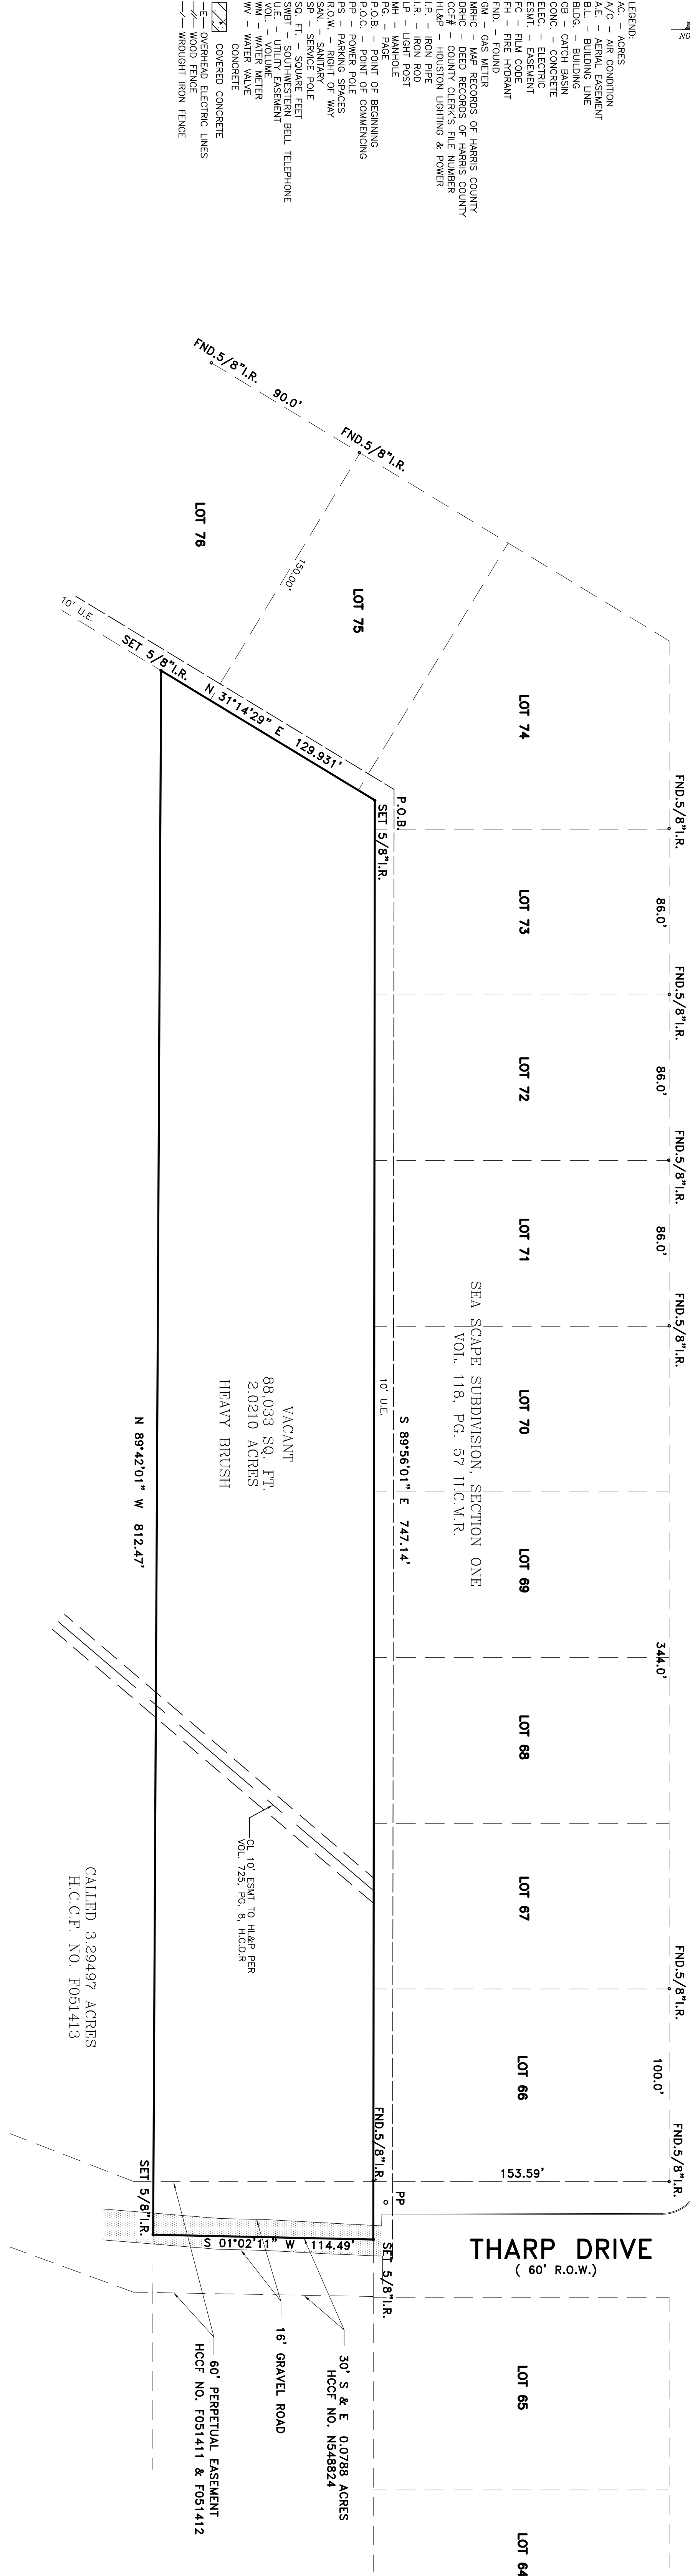 NO
LEGEND:
AC. – ACRES
A/C – AIR CONDITION
A.E. – AERIAL EASEMENT
B.L. – BUILDING LINE
BLDG. – BUILDING
CB – CATCH BASIN
CONC. – CONCRETE
ELEC. – ELECTRIC
ESMT. – EASEMENT
FC – FILM CODE
FH – FIRE HYDRANT
FND. – FOUND
GM – GAS METER
MRHC – MAP RECORDS OF HARRIS COUNTY
DRHC – DEED RECORDS OF HARRIS COUNTY
CCF# – COUNTY CLERK'S FILE NUMBER
HL&P – HOUSTON LIGHTING & POWER
I.P. – IRON PIPE
I.R. – IRON ROD
LP – LIGHT POST
MH – MANHOLE
PG. – PAGE
P.O.B. – POINT OF BEGINNING
P.O.C. – POINT OF COMMENCING
PP – POWER POLE
PS – PARKING SPACES
R.O.W. – RIGHT OF WAY
SAN. – SANITARY
SP – SERVICE POLE
SQ. FT. – SQUARE FEET
SWBT – SOUTHWESTERN BELL TELEPHONE
U.E. – UTILITY EASEMENT
VOL. – VOLUME
WM – WATER METER
WV – WATER VALVE
CONCRETE
COVERED CONCRETE
—E— OVERHEAD ELECTRIC LINES
—//— WOOD FENCE
—/— WROUGHT IRON FENCE
FND.5/8"I.R.
90.0'
FND.5/8"I.R.
LOT 76
150.00'
LOT 75
10' U.E.
SET 5/8"I.R.
N 31°14'29" E 129.931'
LOT 74
P.O.B.
SET 5/8"I.R.
FND.5/8"I.R.
LOT 73
86.0'
FND.5/8"I.R.
LOT 72
86.0'
FND.5/8"I.R.
LOT 71
86.0'
FND.5/8"I.R.
SEA SCAPE SUBDIVISION, SECTION ONE
VOL. 118, PG. 57 H.C.M.R.
LOT 70
10' U.E.
S 89°56'01" E 747.14'
VACANT
88,033 SQ. FT.
2.0210 ACRES
HEAVY BRUSH
N 89°42'01" W 812.47'
LOT 69
344.0'
LOT 68
CL 10' ESMT TO HL&P PER
VOL. 725, PG. 8, H.C.D.R
LOT 67
CALLED 3.29497 ACRES
H.C.C.F. NO. F051413
FND.5/8"I.R.
LOT 66
100.0'
FND.5/8"I.R.
FND.5/8"I.R.
153.59'
PP
SET 5/8"I.R.
S 01°02'11" W 114.49'
SET 5/8"I.R.
THARP DRIVE
( 60' R.O.W.)
30' S & E 0.0788 ACRES
HCCF NO. N548824
16' GRAVEL ROAD
60' PERPETUAL EASEMENT
HCCF NO. F051411 & F051412
LOT 65
LOT 64